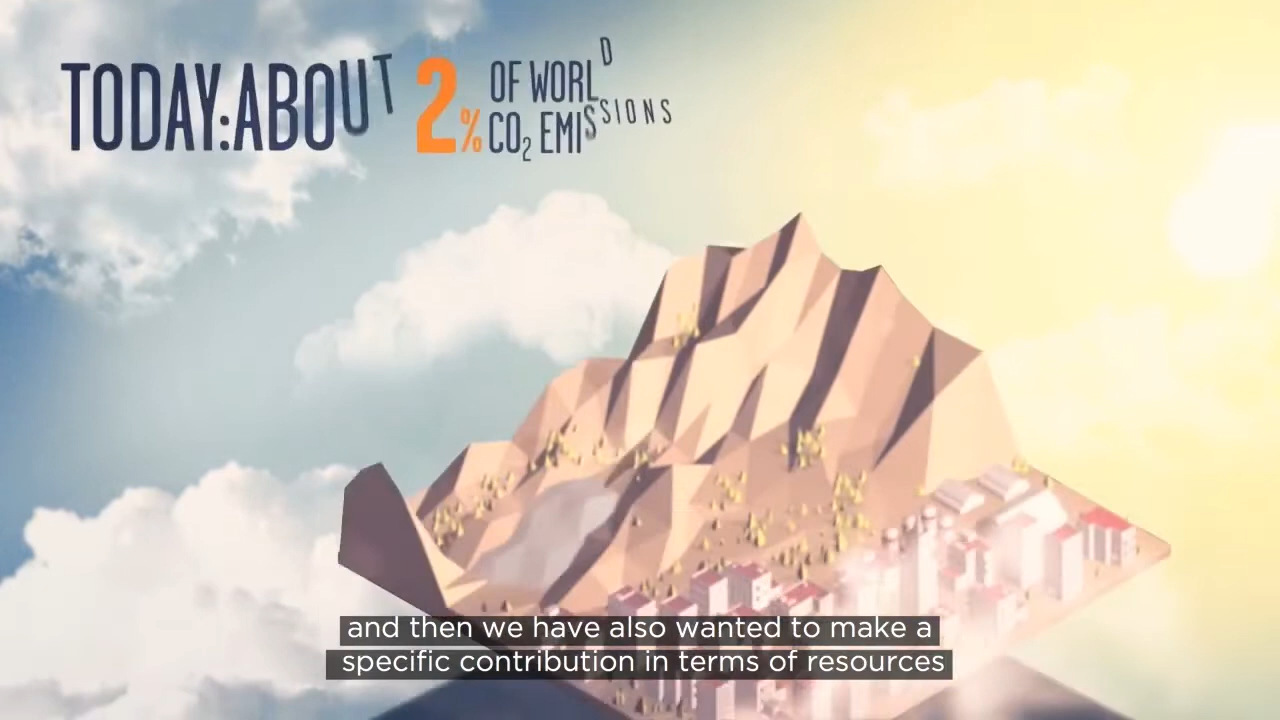 TODAY:ABOUT 2% OF WORLD
CO₂ EMISSIONS
and then we have also wanted to make a
specific contribution in terms of resources